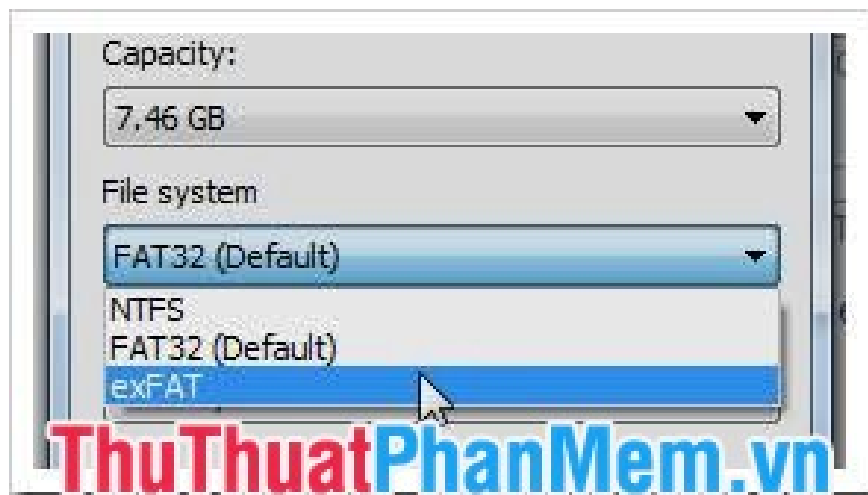 Capacity:
7.46 GB
File system
FAT32 (Default)
NTFS
FAT32 (Default)
exFAT
ThuThuatPhanMem.vn